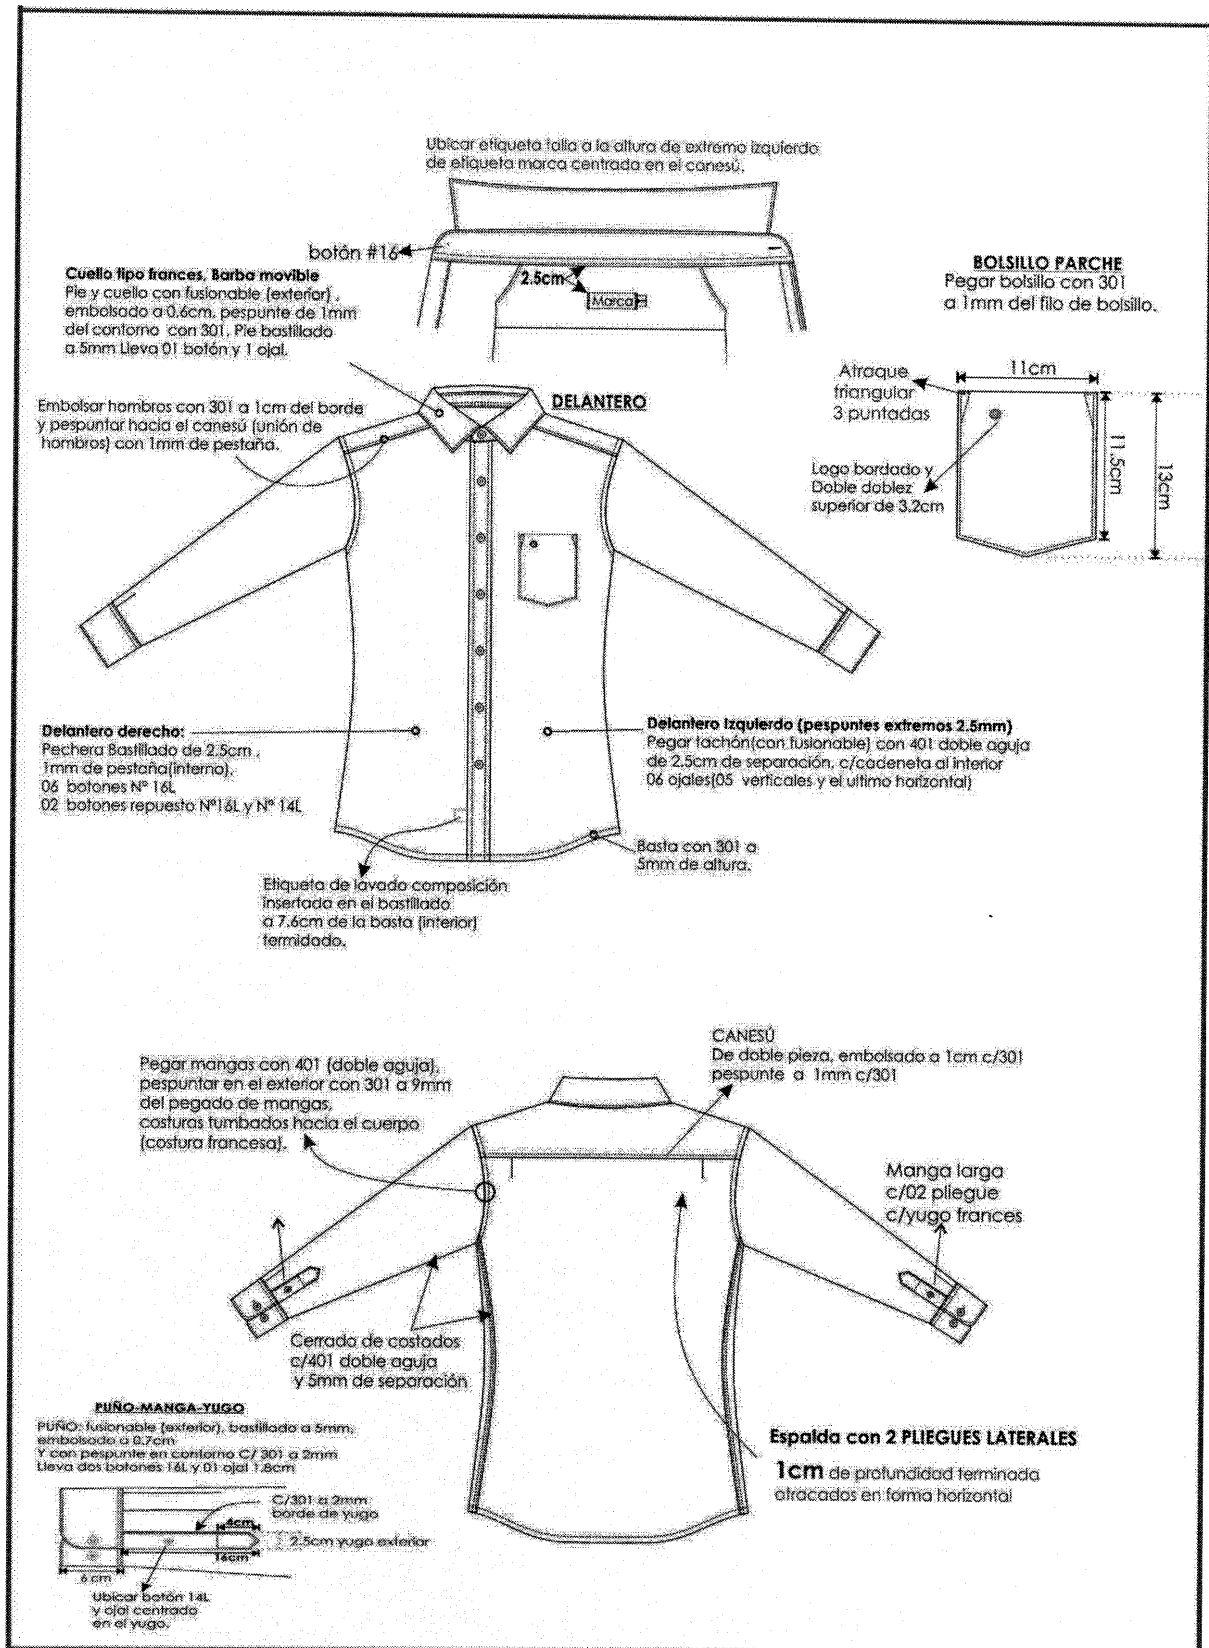 Ubicar etiqueta talla a la altura de extremo izquierdo
de etiqueta marca centrada en el canesú.
botón #16
2.5cm
Marca
Cuello tipo frances, Barba movible
Pie y cuello con fusionable (exterior) ,
embolsado a 0.6cm, pespunte de 1mm
del contorno con 301, Pie bastillado
a 5mm Lleva 01 botón y 1 ojal.
BOLSILLO PARCHE
Pegar bolsillo con 301
a 1mm del filo de bolsillo.
Atraque
triangular
3 puntadas
11cm
11.5cm
13cm
Logo bordado y
Doble doblez
superior de 3.2cm
Embolsar hombros con 301 a 1cm del borde
y pespuntar hacia el canesú (unión de
hombros) con 1mm de pestaña.
DELANTERO
Delantero derecho:
Pechera Bastillado de 2.5cm ,
1mm de pestaña(interno).
06 botones N° 16L
02 botones repuesto N°16L y N° 14L
Delantero Izquierdo (pespuntes extremos 2.5mm)
Pegar tachón(con fusionable) con 401 doble aguja
de 2.5cm de separación, c/cadeneta al interior
06 ojales(05 verticales y el ultimo horizontal)
Basta con 301 a
5mm de altura.
Etiqueta de lavado composición
insertada en el bastillado
a 7.6cm de la basta (interior)
termidado.
Pegar mangas con 401 (doble aguja),
pespuntar en el exterior con 301 a 9mm
del pegado de mangas,
costuras tumbados hacia el cuerpo
(costura francesa).
CANESÚ
De doble pieza, embolsado a 1cm c/301
pespunte a 1mm c/301
Manga larga
c/02 pliegue
c/yugo frances
Cerrado de costados
c/401 doble aguja
y 5mm de separación
Espalda con 2 PLIEGUES LATERALES
1cm de profundidad terminada
atracados en forma horizontal
PUÑO-MANGA-YUGO
PUÑO: fusionable (exterior), bastillado a 5mm,
embolsado a 0.7cm
Y con pespunte en contorno C/ 301 a 2mm
Lleva dos botones 16L y 01 ojal 1.8cm
C/301 a 2mm
borde de yugo
4cm
2.5cm yugo exterior
16cm
6 cm
Ubicar botón 14L
y ojal centrado
en el yugo.